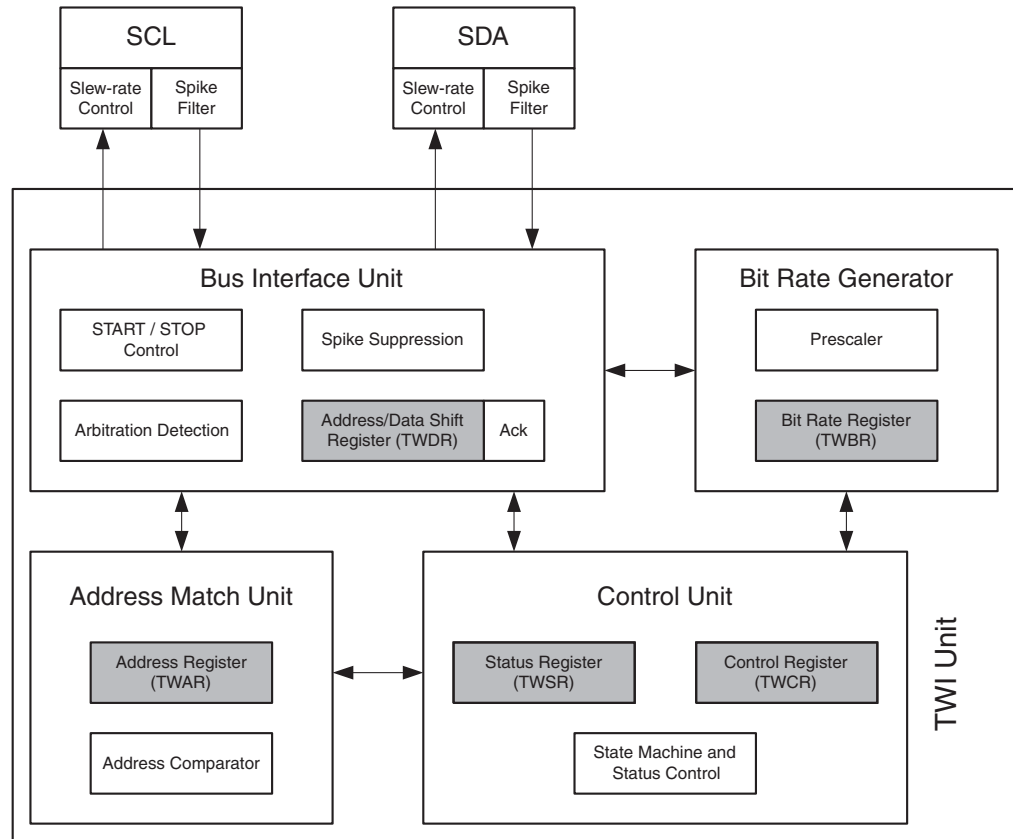 SCL
Slew-rate
Control
Spike
Filter
SDA
Slew-rate
Control
Spike
Filter
Bus Interface Unit
START / STOP
Control
Spike Suppression
Arbitration Detection
Address/Data Shift
Register (TWDR)
Ack
Bit Rate Generator
Prescaler
Bit Rate Register
(TWBR)
Address Match Unit
Address Register
(TWAR)
Address Comparator
Control Unit
Status Register
(TWSR)
Control Register
(TWCR)
State Machine and
Status Control
TWI Unit